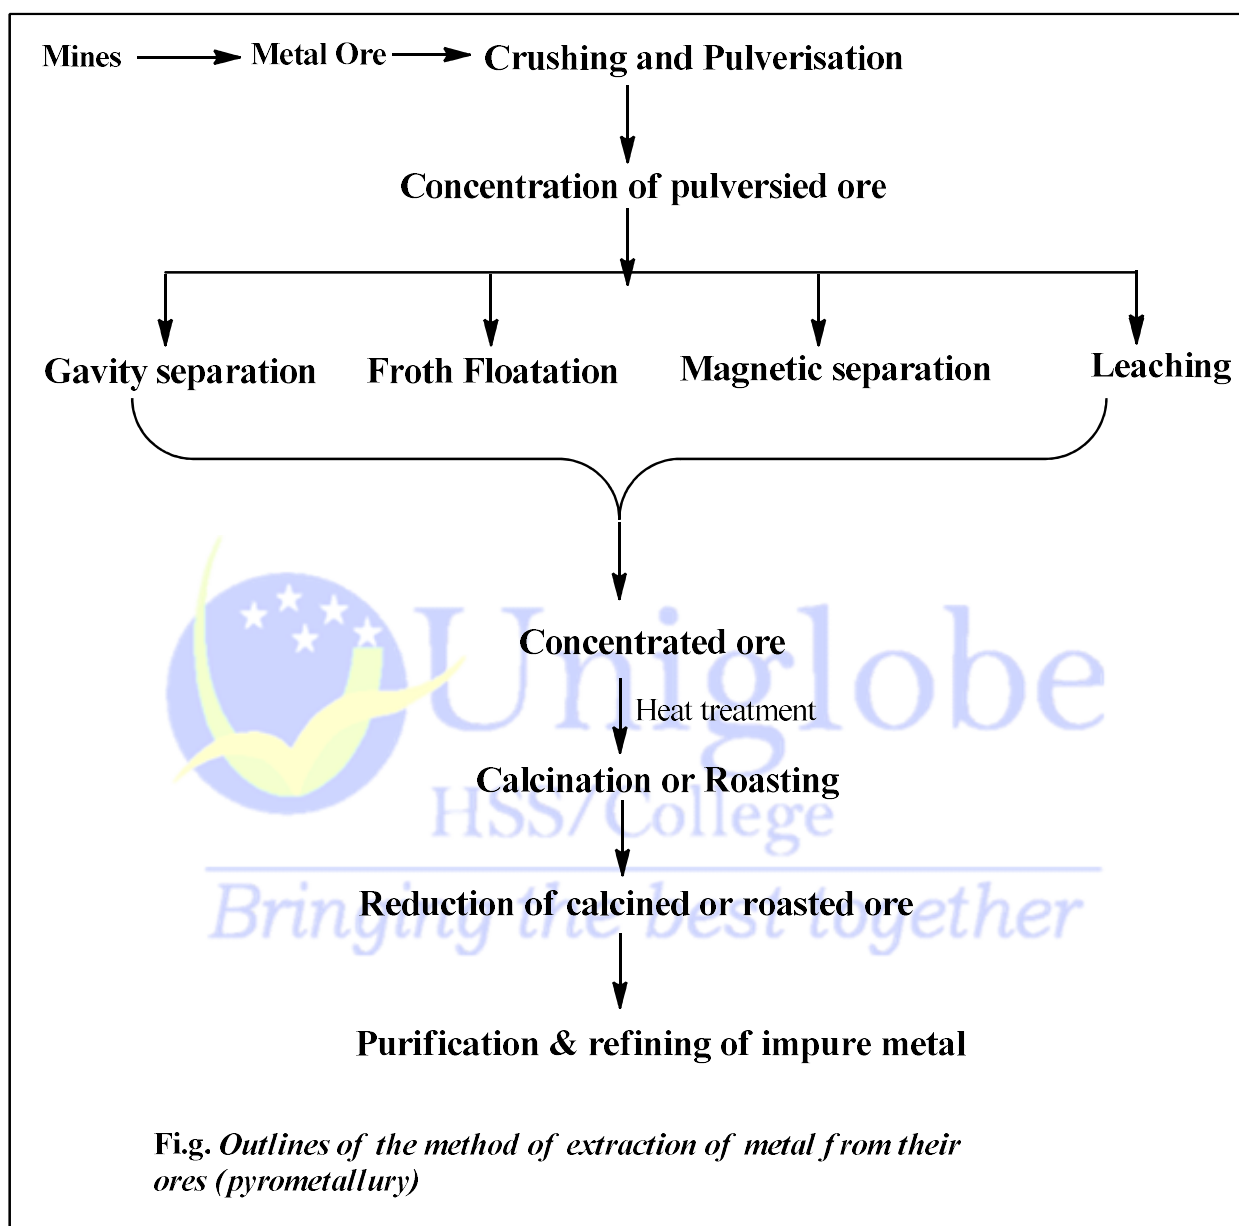 Mines Metal Ore Crushing and Pulverisation
Concentration of pulversied ore
Gavity separation Froth Floatation Magnetic separation Leaching
Concentrated ore
Heat treatment
Calcination or Roasting
Reduction of calcined or roasted ore
Purification & refining of impure metal
Uniglobe
HSS/College
Bringing the best together
Fi.g. Outlines of the method of extraction of metal from their
ores (pyrometallury)